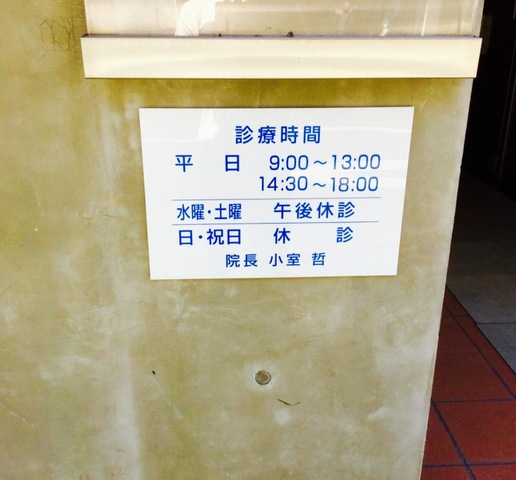 診療時間
平日 9:00～13:00
14:30～18:00
水曜・土曜 午後休診
日・祝日 休診
院長 小室 哲